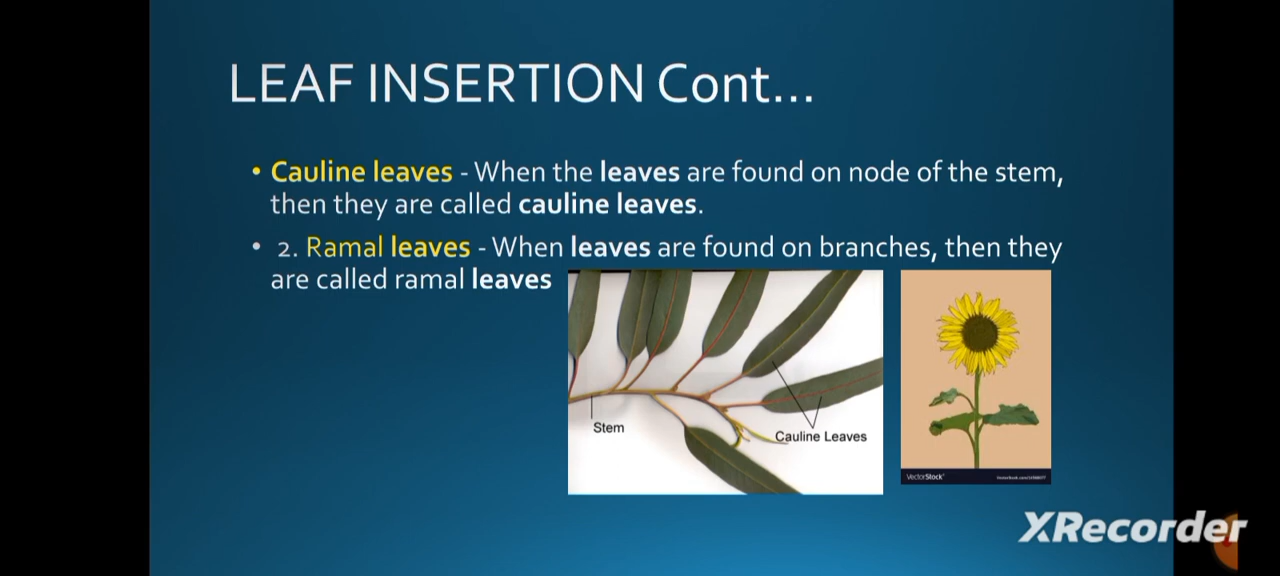 LEAF INSERTION Cont...
• Cauline leaves - When the leaves are found on node of the stem,
then they are called cauline leaves.
• 2. Ramal leaves - When leaves are found on branches, then they
are called ramal leaves
Stem
Cauline Leaves
VectorStock
XRecorder